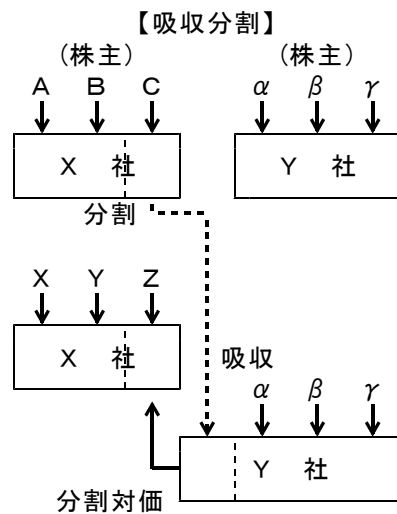 【吸収分割】
(株主) (株主)
A B C α β γ
X 社 Y 社
分割
X Y Z
X 社 吸収
α β γ
Y 社
分割対価